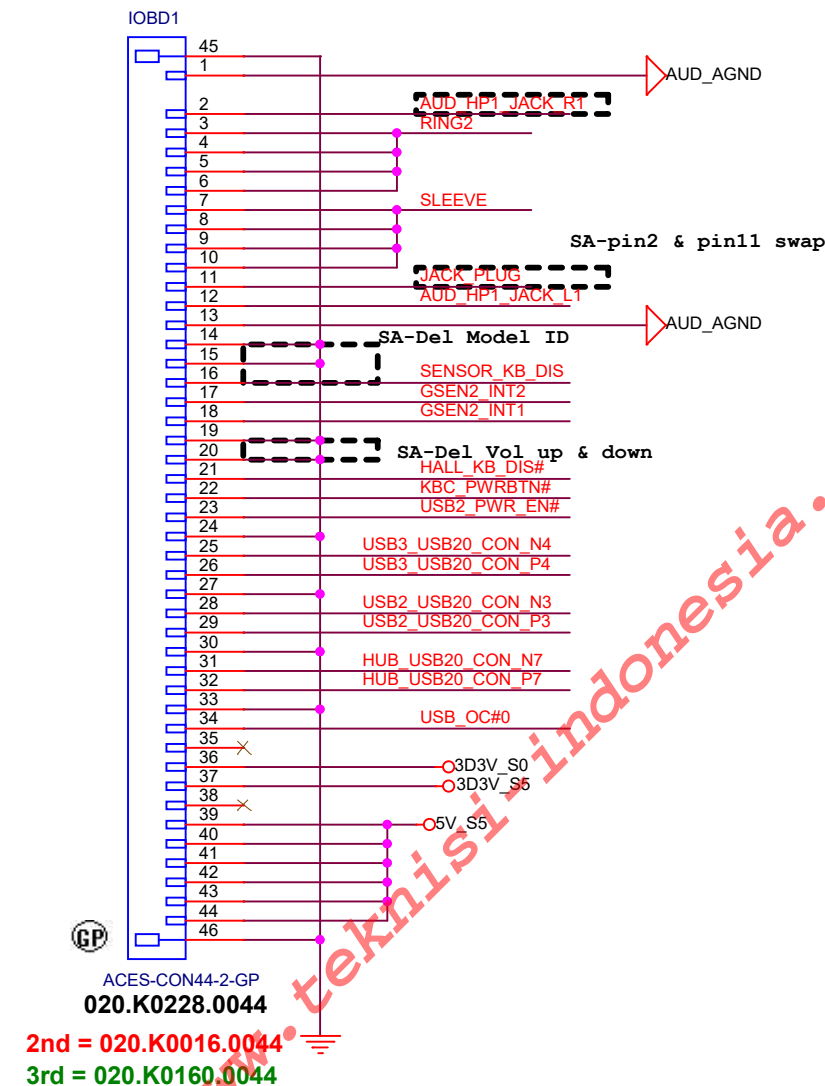 IOBD1
45
1
AUD_AGND
2
AUD_HP1_JACK_R1
3
RING2
4
5
6
7
SLEEVE
8
9
SA-pin2 & pin11 swap
10
11
JACK_PLUG
12
AUD_HP1_JACK_L1
13
AUD_AGND
14
SA-Del Model ID
15
16
SENSOR_KB_DIS
17
GSEN2_INT2
18
GSEN2_INT1
19
20
SA-Del Vol up & down
21
HALL_KB_DIS#
22
KBC_PWRBTN#
23
USB2_PWR_EN#
24
25
USB3_USB20_CON_N4
26
USB3_USB20_CON_P4
27
28
USB2_USB20_CON_N3
29
USB2_USB20_CON_P3
30
31
HUB_USB20_CON_N7
32
HUB_USB20_CON_P7
33
34
USB_OC#0
35
36
3D3V_S0
37
3D3V_S5
38
39
5V_S5
40
41
42
43
44
46
GP
ACES-CON44-2-GP
020.K0228.0044
2nd = 020.K0016.0044
3rd = 020.K0160.0044
w.teknisi-indonesia.